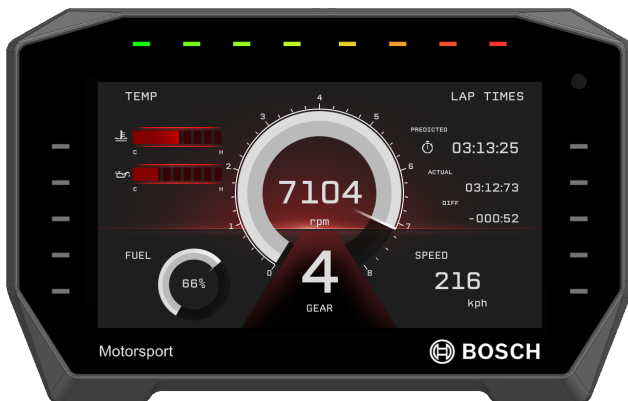 TEMP
C H
C H
FUEL
66%
0 1 2 3 4 5 6 7 8
7104
rpm
4
GEAR
LAP TIMES
PREDICTED
03:13:25
ACTUAL
03:12:73
DIFF
-000:52
SPEED
216
kph
Motorsport
BOSCH